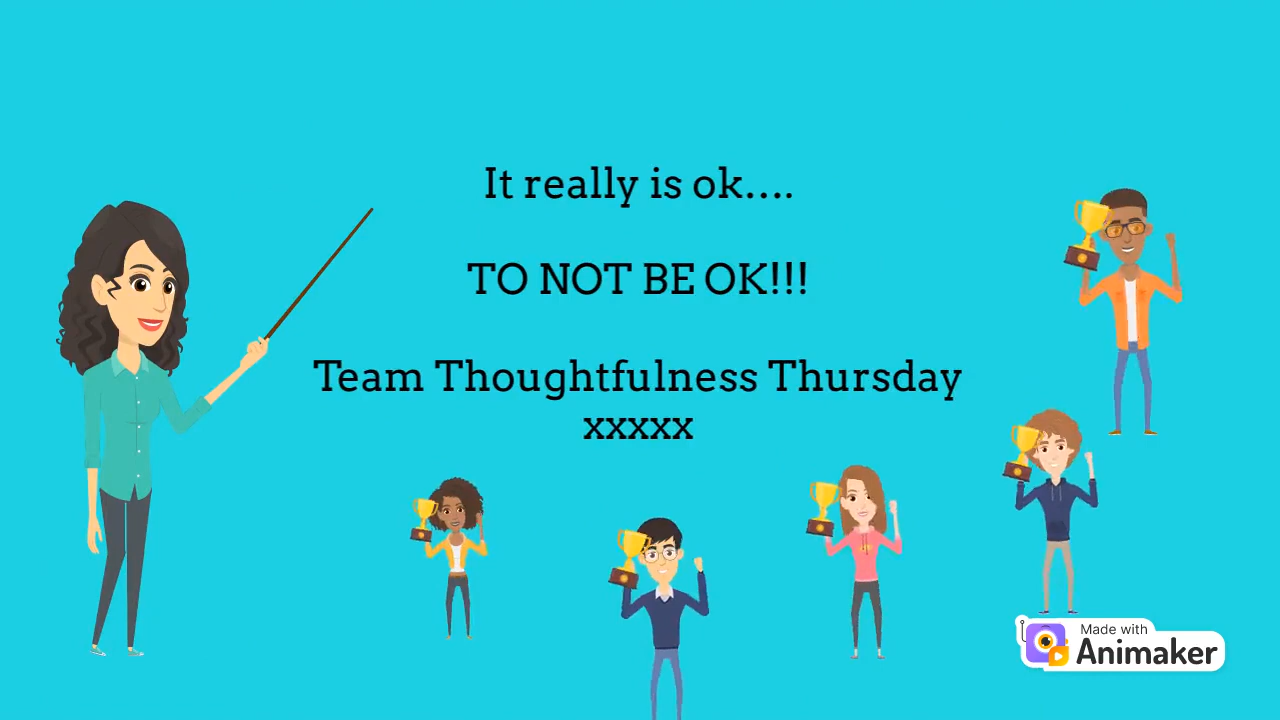 It really is ok....
TO NOT BE OK!!!
Team Thoughtfulness Thursday
xxxxx
Made with
Animaker